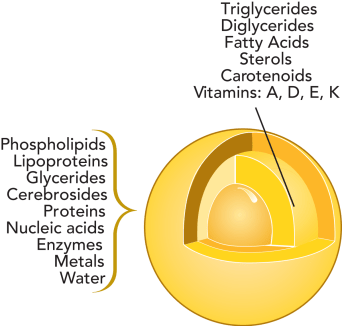 Triglycerides
Diglycerides
Fatty Acids
Sterols
Carotenoids
Vitamins: A, D, E, K
Phospholipids
Lipoproteins
Glycerides
Cerebrosides
Proteins
Nucleic acids
Enzymes
Metals
Water